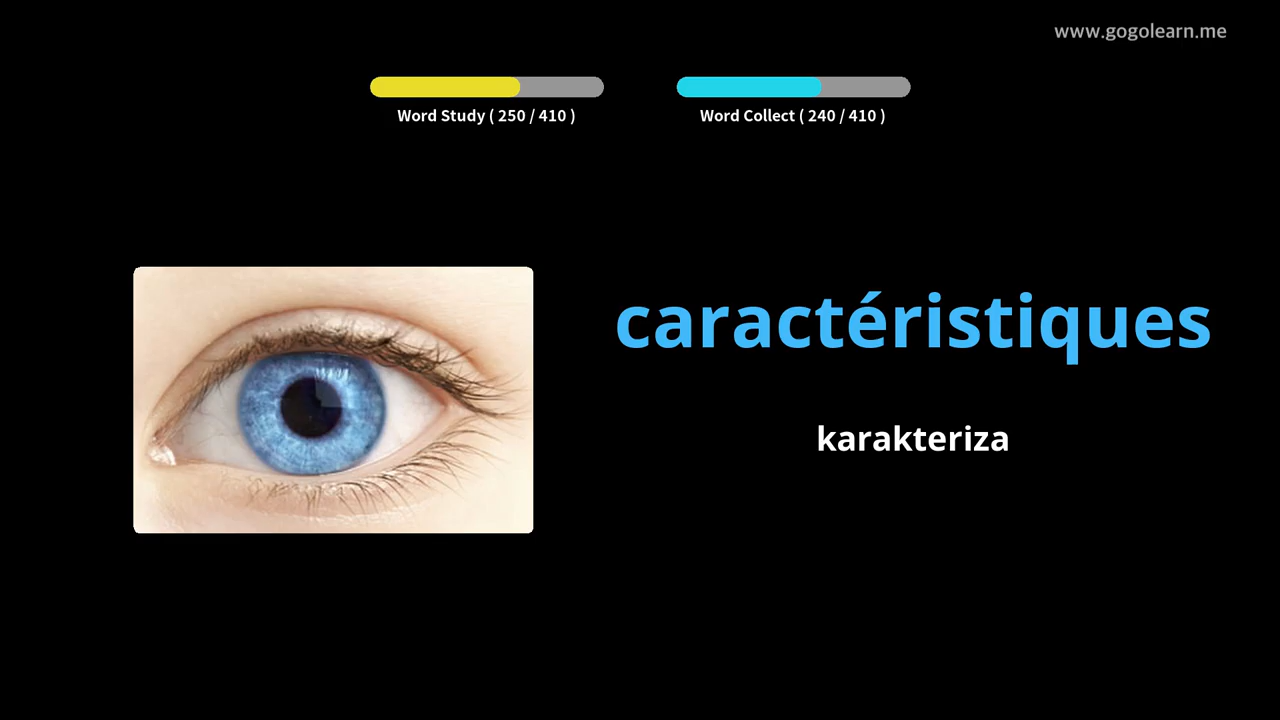 www.gogolearn.me
Word Study ( 250 / 410 )
Word Collect ( 240 / 410 )
caractéristiques
karakteriza